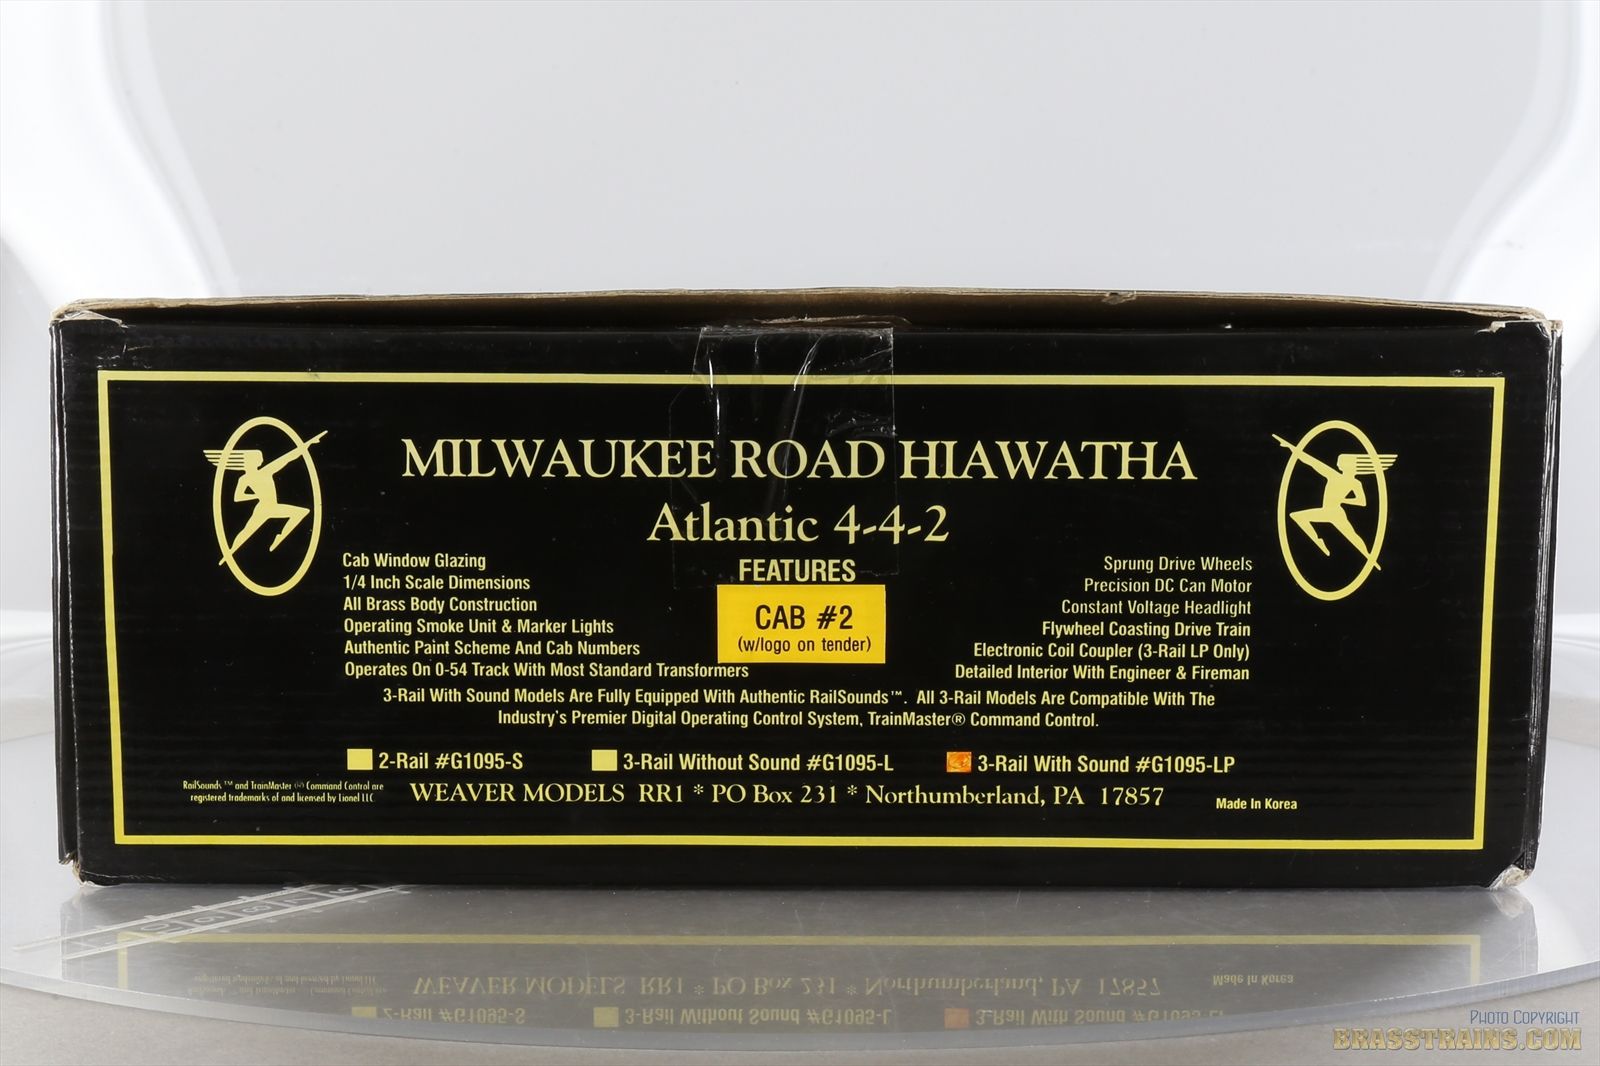 MILWAUKEE ROAD HIAWATHA
Atlantic 4-4-2
FEATURES
CAB #2
(w/logo on tender)
Cab Window Glazing
1/4 Inch Scale Dimensions
All Brass Body Construction
Operating Smoke Unit & Marker Lights
Authentic Paint Scheme And Cab Numbers
Operates On 0-54 Track With Most Standard Transformers
Sprung Drive Wheels
Precision DC Can Motor
Constant Voltage Headlight
Flywheel Coasting Drive Train
Electronic Coil Coupler (3-Rail LP Only)
Detailed Interior With Engineer & Fireman
3-Rail With Sound Models Are Fully Equipped With Authentic RailSounds™. All 3-Rail Models Are Compatible With The
Industry's Premier Digital Operating Control System, TrainMaster® Command Control.
2-Rail #G1095-S
3-Rail Without Sound #G1095-L
3-Rail With Sound #G1095-LP
RailSounds™ and TrainMaster® Command Control are
registered trademarks of and licensed by Lionel LLC
WEAVER MODELS RR1 * PO Box 231 * Northumberland, PA 17857
Made In Korea
Photo Copyright
BRASSTRAINS.COM